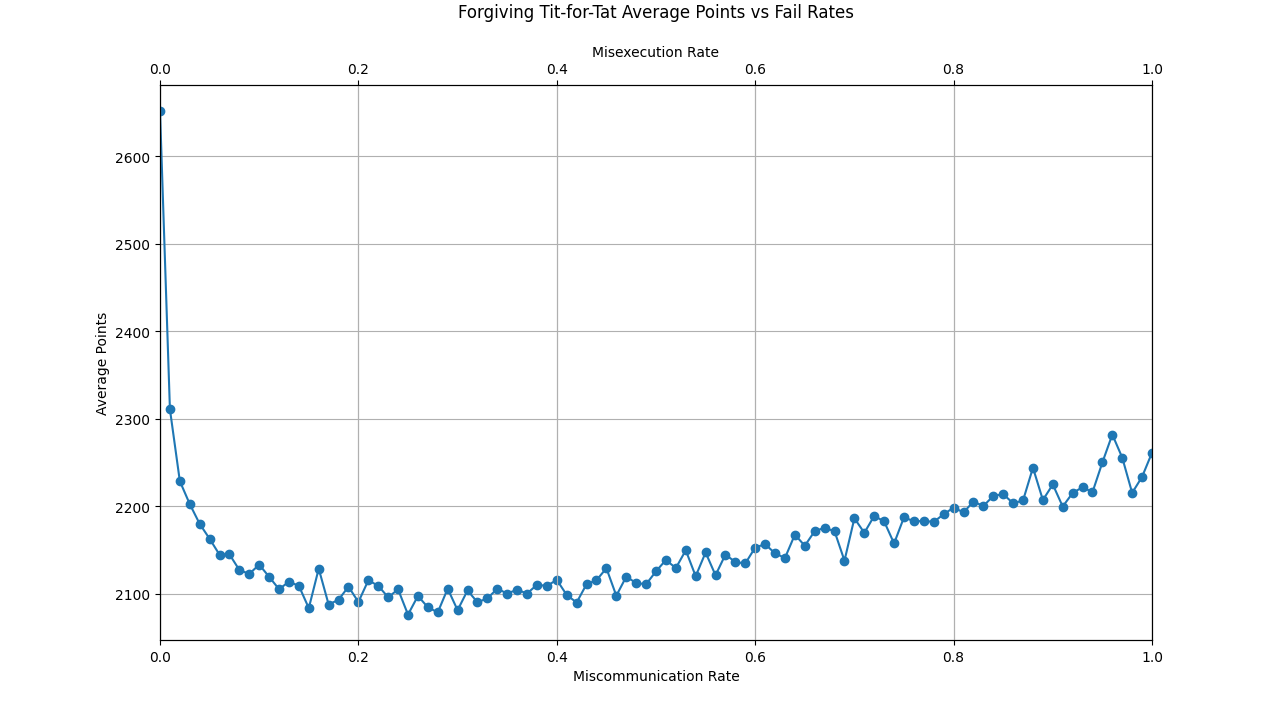 Forgiving Tit-for-Tat Average Points vs Fail Rates
Misexecution Rate
0.0 0.2 0.4 0.6 0.8 1.0
2600
2500
2400
2300
2200
2100
Average Points
0.0 0.2 0.4 0.6 0.8 1.0
Miscommunication Rate